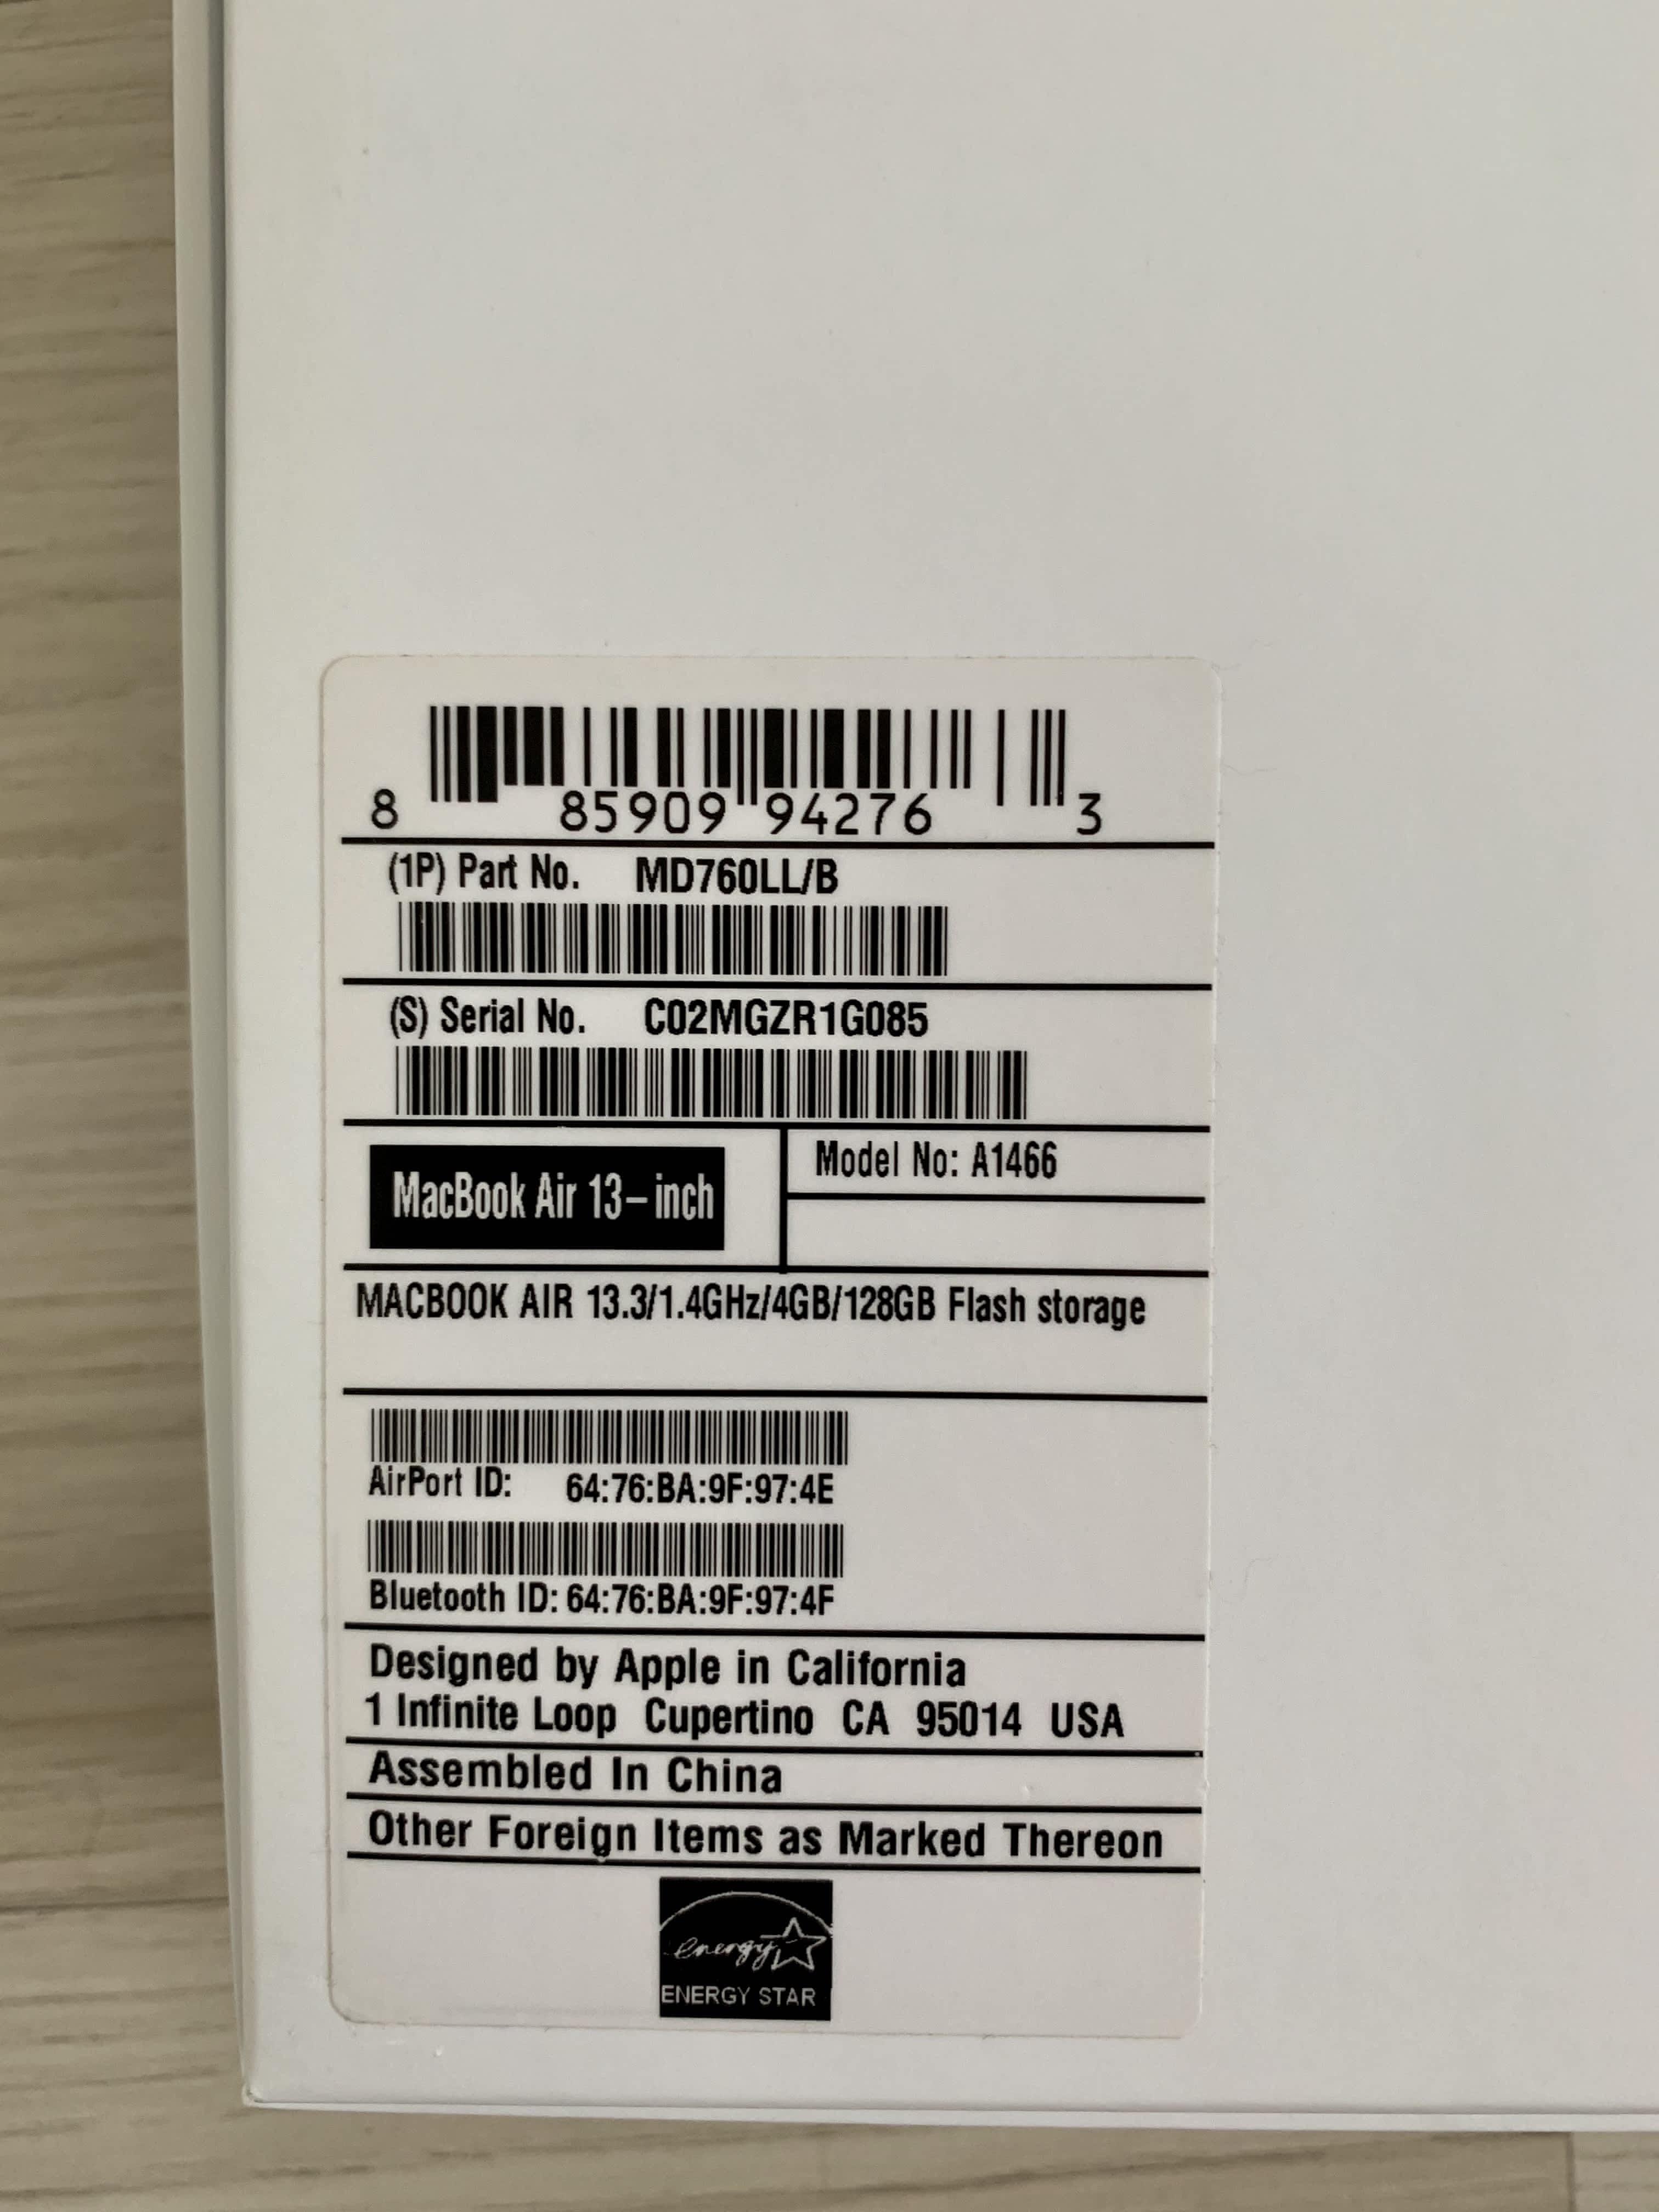 8 85909 94276 3
(1P) Part No. MD760LL/B
(S) Serial No. C02MGZR1G085
MacBook Air 13-inch
Model No: A1466
MACBOOK AIR 13.3/1.4GHz/4GB/128GB Flash storage
AirPort ID: 64:76:BA:9F:97:4E
Bluetooth ID: 64:76:BA:9F:97:4F
Designed by Apple in California
1 Infinite Loop Cupertino CA 95014 USA
Assembled In China
Other Foreign Items as Marked Thereon
energy
ENERGY STAR